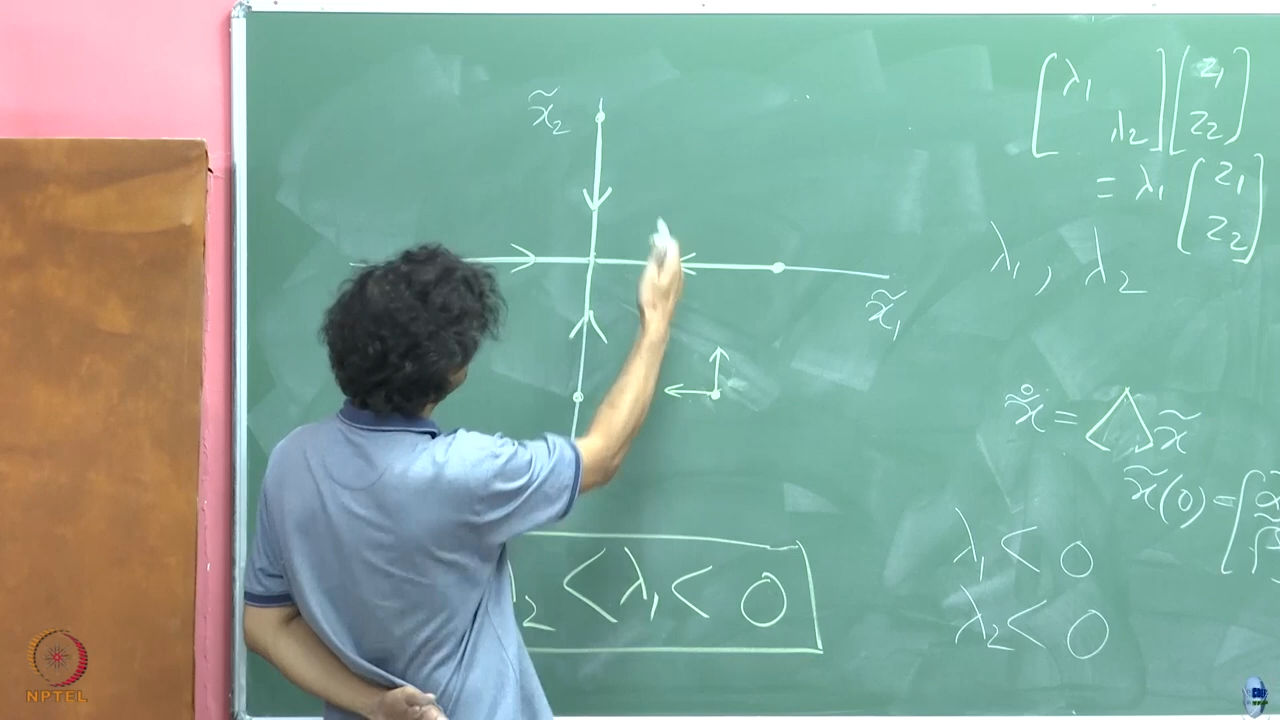 x̃₂
x̃₁
[λ₁ λ₂] [z₁ z₂]
= λ₁ [z₁ z₂]
λ₁, λ₂
x̃̊ = Λ x̃
x̃(0) =
λ₁ < 0
λ₂ < 0
₂ < λ₁ < 0
NPTEL